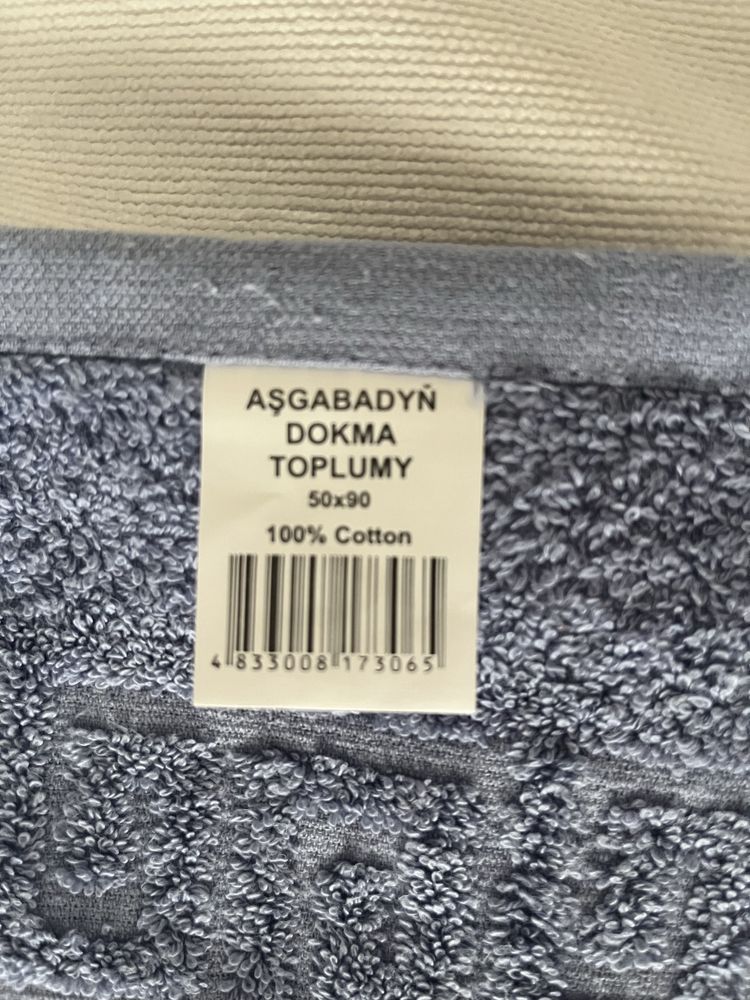 AŞGABADYŇ
DOKMA
TOPLUMY
50x90
100% Cotton
4 833008 173065